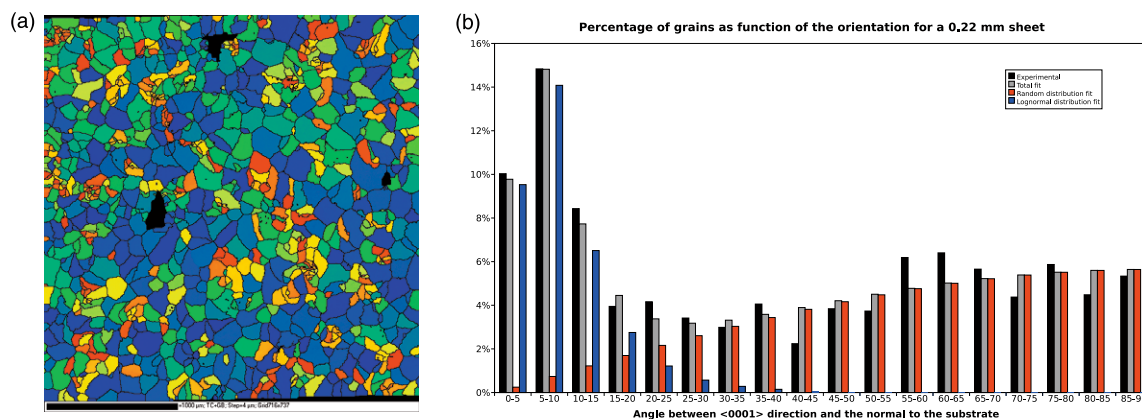 (a)
=1000 µm; TC+GB; Step=4 µm; Grid716×737
(b)
Percentage of grains as function of the orientation for a 0,22 mm sheet
16%
14%
12%
10%
8%
6%
4%
2%
0%
Experimental
Total fit
Random distribution fit
Lognormal distribution fit
0-5 5-10 10-15 15-20 20-25 25-30 30-35 35-40 40-45 45-50 50-55 55-60 60-65 65-70 70-75 75-80 80-85 85-9
Angle between <0001> direction and the normal to the substrate